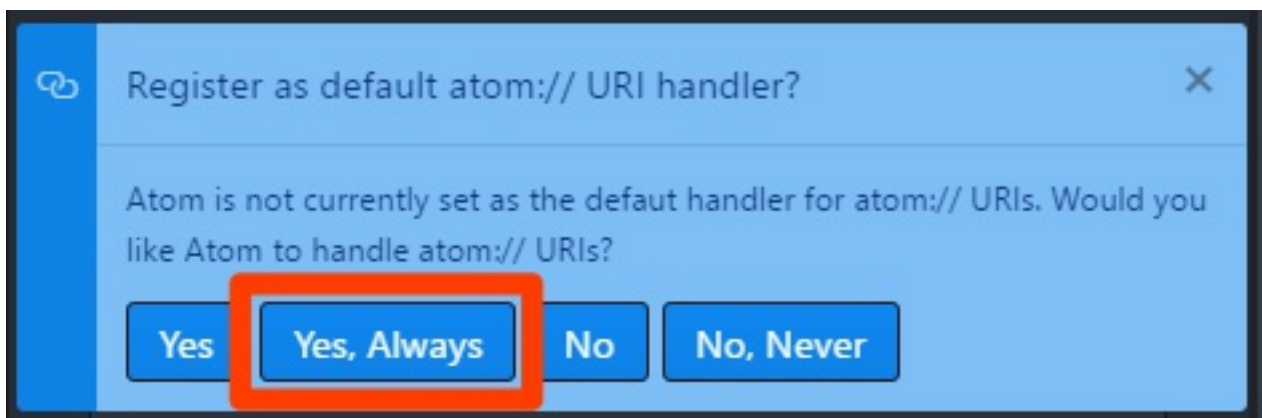 Register as default atom:// URI handler?
Atom is not currently set as the defaut handler for atom:// URIs. Would you
like Atom to handle atom:// URIs?
Yes Yes, Always No No, Never